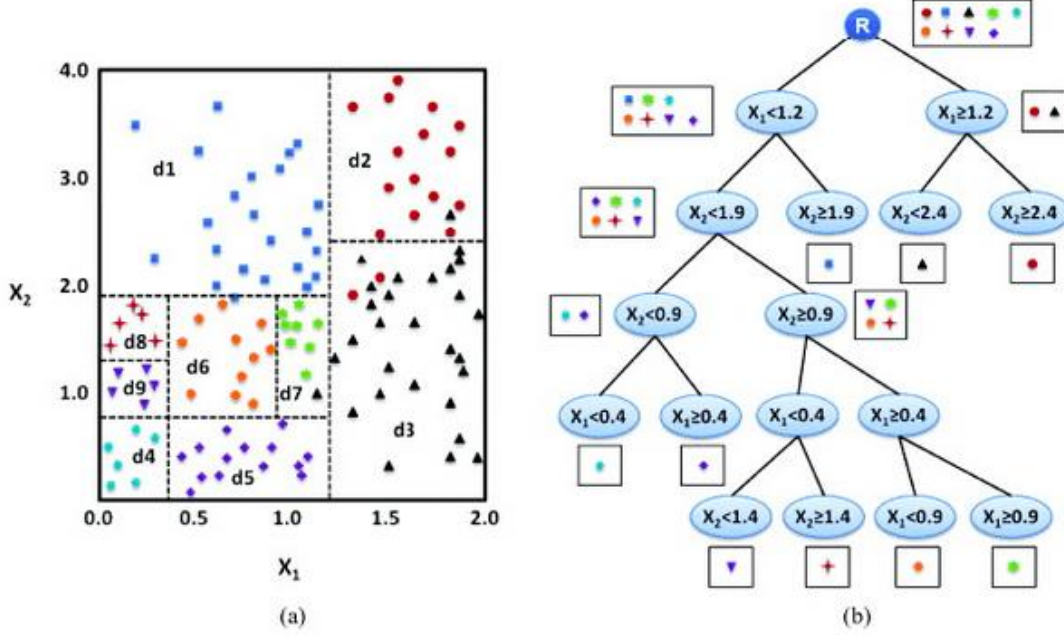 4.0
3.0
2.0
1.0
X₂
d1
d2
d8
d6
d9
d7
d3
d4
d5
0.0 0.5 1.0 1.5 2.0
X₁
(a)
R
X₁<1.2 X₁≥1.2
X₂<1.9 X₂≥1.9 X₂<2.4 X₂≥2.4
X₂<0.9 X₂≥0.9
X₁<0.4 X₁≥0.4 X₁<0.4 X₁≥0.4
X₂<1.4 X₂≥1.4 X₁<0.9 X₁≥0.9
(b)